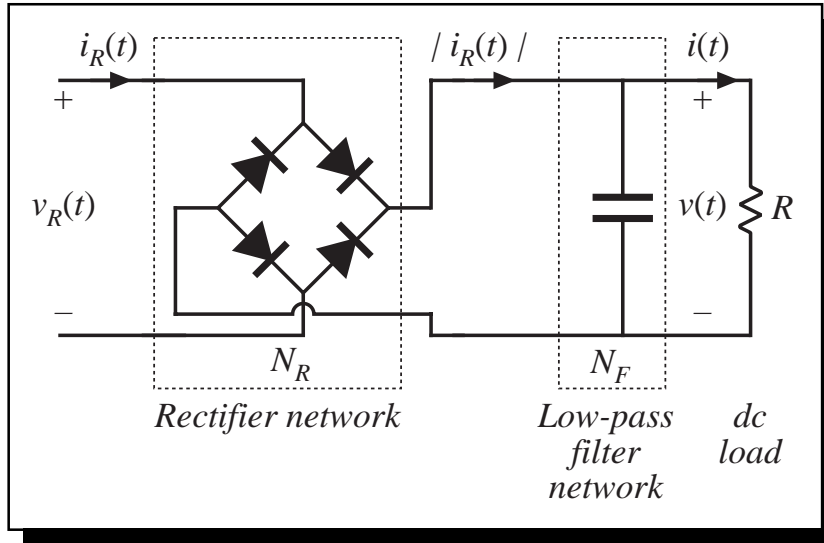 i_R(t)
| i_R(t) |
i(t)
+
+
v_R(t)
v(t)
R
–
–
N_R
N_F
Rectifier network
Low-pass
filter
network
dc
load